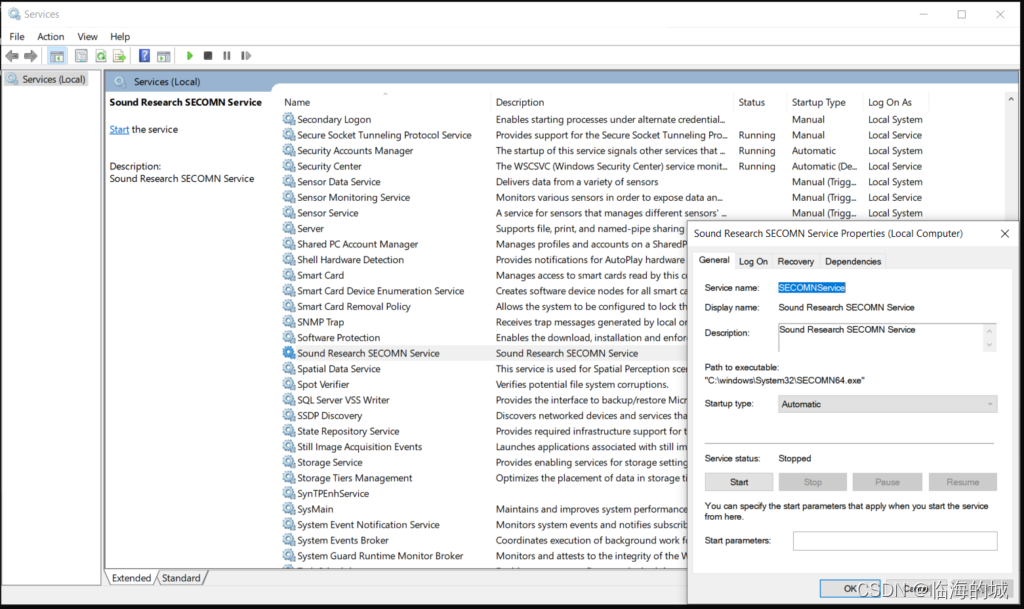 Services
File Action View Help
Services (Local)
Services (Local)
Sound Research SECOMN Service
Start the service
Description:
Sound Research SECOMN Service
Name Description Status Startup Type Log On As
Secondary Logon Enables starting processes under alternate credential... Manual Local System
Secure Socket Tunneling Protocol Service Provides support for the Secure Socket Tunneling Pro... Running Manual Local Service
Security Accounts Manager The startup of this service signals other services that ... Running Automatic Local System
Security Center The WSCSVC (Windows Security Center) service monit... Running Automatic (De... Local Service
Sensor Data Service Delivers data from a variety of sensors Manual (Trigg... Local System
Sensor Monitoring Service Monitors various sensors in order to expose data an... Manual (Trigg... Local Service
Sensor Service A service for sensors that manages different sensors' ... Manual (Trigg... Local System
Server Supports file, print, and named-pipe sharing
Shared PC Account Manager Manages profiles and accounts on a SharedP
Shell Hardware Detection Provides notifications for AutoPlay hardware
Smart Card Manages access to smart cards read by this c
Smart Card Device Enumeration Service Creates software device nodes for all smart ca
Smart Card Removal Policy Allows the system to be configured to lock th
SNMP Trap Receives trap messages generated by local or
Software Protection Enables the download, installation and enfor
Sound Research SECOMN Service Sound Research SECOMN Service
Spatial Data Service This service is used for Spatial Perception scer
Spot Verifier Verifies potential file system corruptions.
SQL Server VSS Writer Provides the interface to backup/restore Micr
SSDP Discovery Discovers networked devices and services tha
State Repository Service Provides required infrastructure support for t
Still Image Acquisition Events Launches applications associated with still im
Storage Service Provides enabling services for storage setting
Storage Tiers Management Optimizes the placement of data in storage ti
SynTPEnhService
SysMain Maintains and improves system performance
System Event Notification Service Monitors system events and notifies subscrib
System Events Broker Coordinates execution of background work f
System Guard Runtime Monitor Broker Monitors and attests to the integrity of the W
Extended Standard
Sound Research SECOMN Service Properties (Local Computer)
General Log On Recovery Dependencies
Service name: SECOMNService
Display name: Sound Research SECOMN Service
Description: Sound Research SECOMN Service
Path to executable:
"C:\windows\System32\SECOMN64.exe"
Startup type: Automatic
Service status: Stopped
Start Stop Pause Resume
You can specify the start parameters that apply when you start the service
from here.
Start parameters:
OK Cancel
CSDN @临海的城